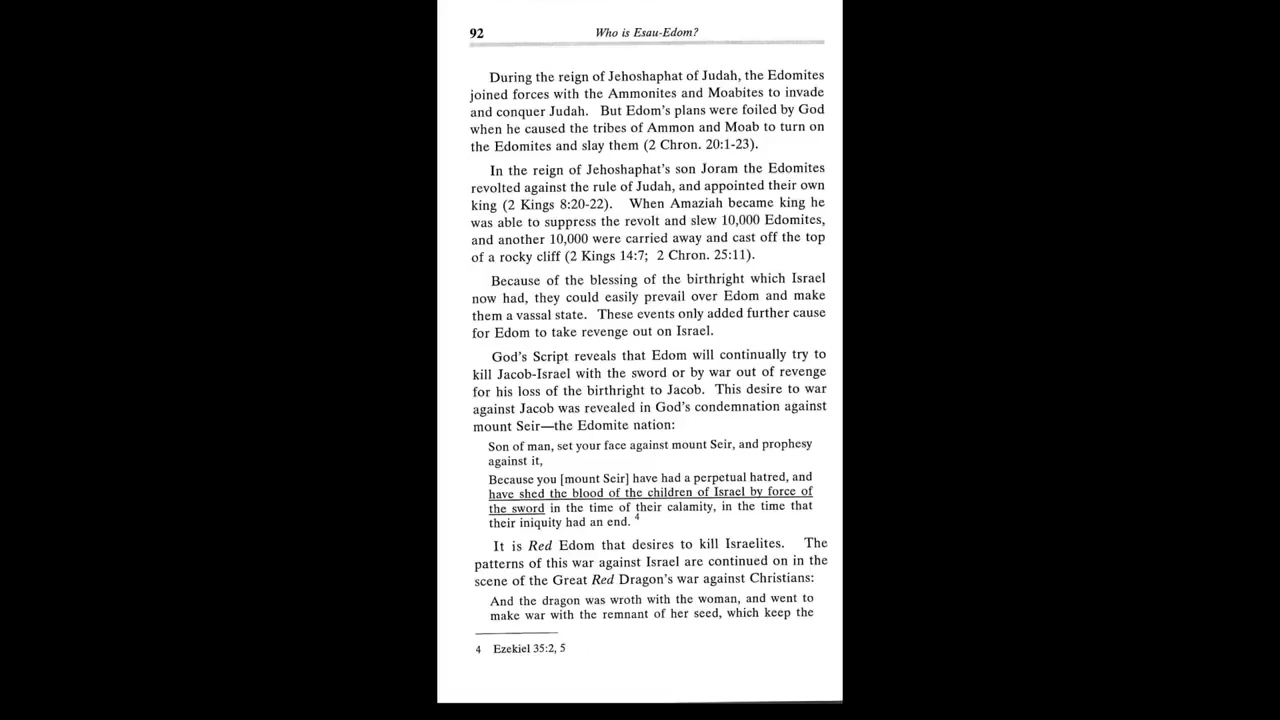 92 Who is Esau-Edom?
During the reign of Jehoshaphat of Judah, the Edomites
joined forces with the Ammonites and Moabites to invade
and conquer Judah. But Edom's plans were foiled by God
when he caused the tribes of Ammon and Moab to turn on
the Edomites and slay them (2 Chron. 20:1-23).
In the reign of Jehoshaphat's son Joram the Edomites
revolted against the rule of Judah, and appointed their own
king (2 Kings 8:20-22). When Amaziah became king he
was able to suppress the revolt and slew 10,000 Edomites,
and another 10,000 were carried away and cast off the top
of a rocky cliff (2 Kings 14:7; 2 Chron. 25:11).
Because of the blessing of the birthright which Israel
now had, they could easily prevail over Edom and make
them a vassal state. These events only added further cause
for Edom to take revenge out on Israel.
God's Script reveals that Edom will continually try to
kill Jacob-Israel with the sword or by war out of revenge
for his loss of the birthright to Jacob. This desire to war
against Jacob was revealed in God's condemnation against
mount Seir—the Edomite nation:
Son of man, set your face against mount Seir, and prophesy
against it,
Because you [mount Seir] have had a perpetual hatred, and
have shed the blood of the children of Israel by force of
the sword in the time of their calamity, in the time that
their iniquity had an end. 4
It is Red Edom that desires to kill Israelites. The
patterns of this war against Israel are continued on in the
scene of the Great Red Dragon's war against Christians:
And the dragon was wroth with the woman, and went to
make war with the remnant of her seed, which keep the
4 Ezekiel 35:2, 5